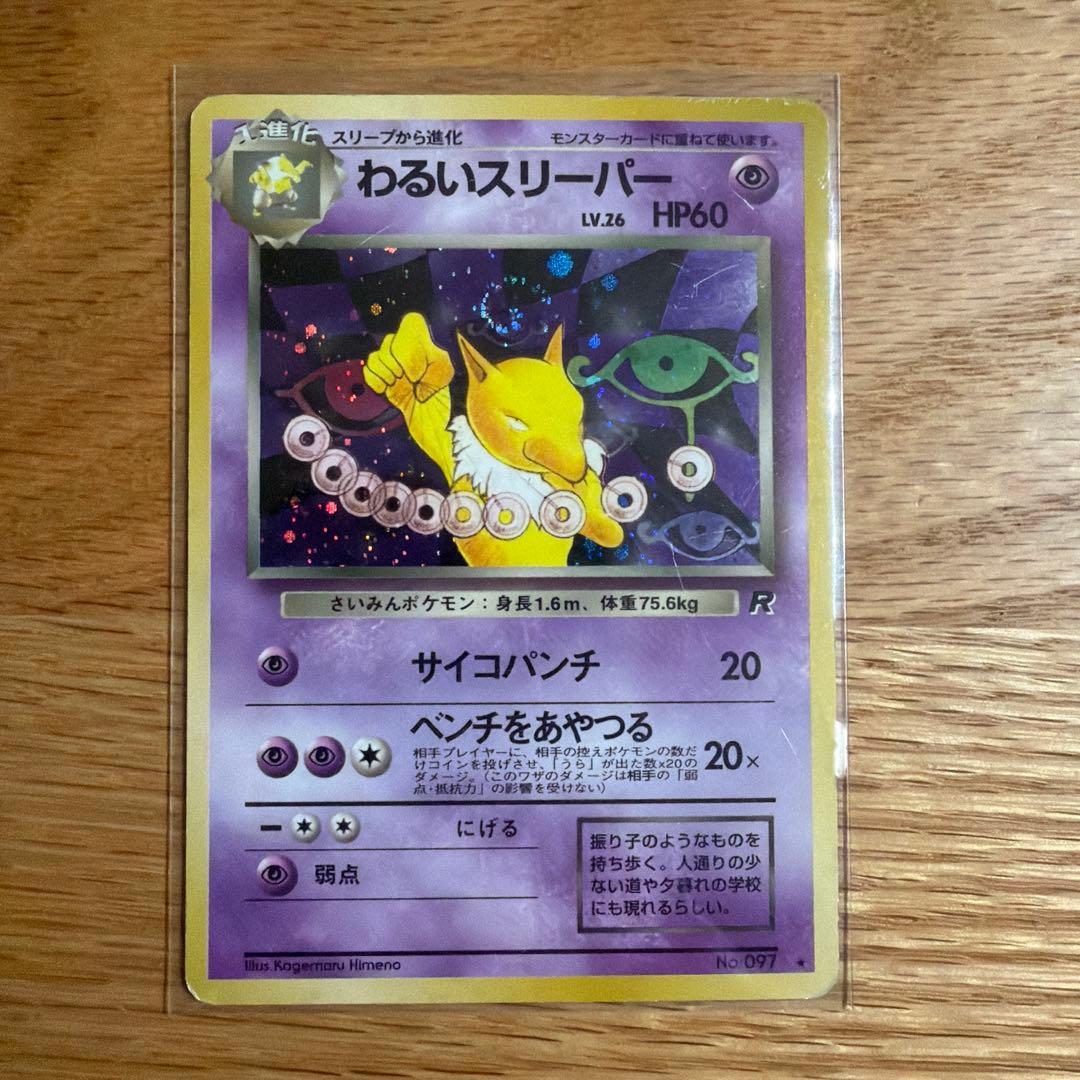 1進化 スリープから進化 モンスターカードに重ねて使います。
わるいスリーパー
LV.26 HP60
さいみんポケモン：身長1.6m、体重75.6kg R
サイコパンチ 20
ベンチをあやつる
相手プレイヤーに、相手の控えポケモンの数だ
けコインを投げさせ、「うら」が出た数x20の
ダメージ。（このワザのダメージは相手の「弱
点・抵抗力」の影響を受けない）
20×
にげる
弱点
振り子のようなものを
持ち歩く。人通りの少
ない道や夕暮れの学校
にも現れるらしい。
Illus. Kagemaru Himeno No.097